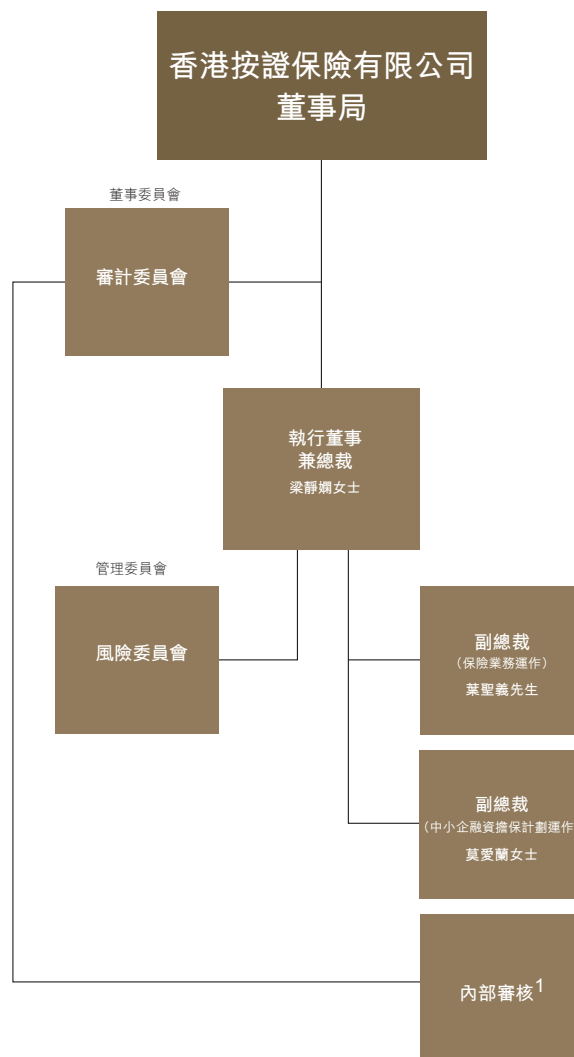 香港按證保險有限公司
董事局
董事委員會
審計委員會
執行董事
兼總裁
梁靜嫻女士
管理委員會
風險委員會
副總裁
（保險業務運作）
葉聖義先生
副總裁
（中小企融資擔保計劃運作
莫愛蘭女士
內部審核1